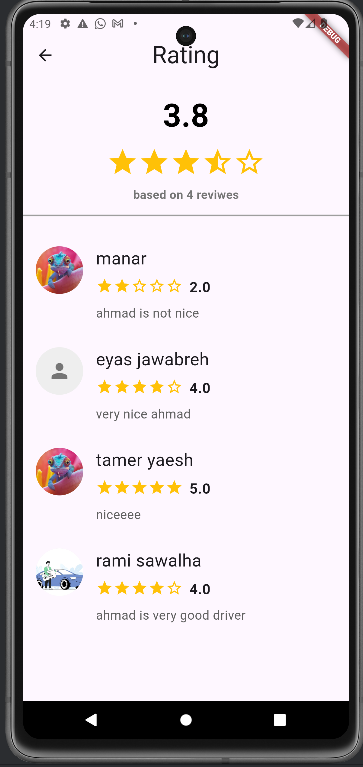 4:19
DEBUG
Rating
3.8
based on 4 reviwes
manar
2.0
ahmad is not nice
eyas jawabreh
4.0
very nice ahmad
tamer yaesh
5.0
niceeee
rami sawalha
4.0
ahmad is very good driver